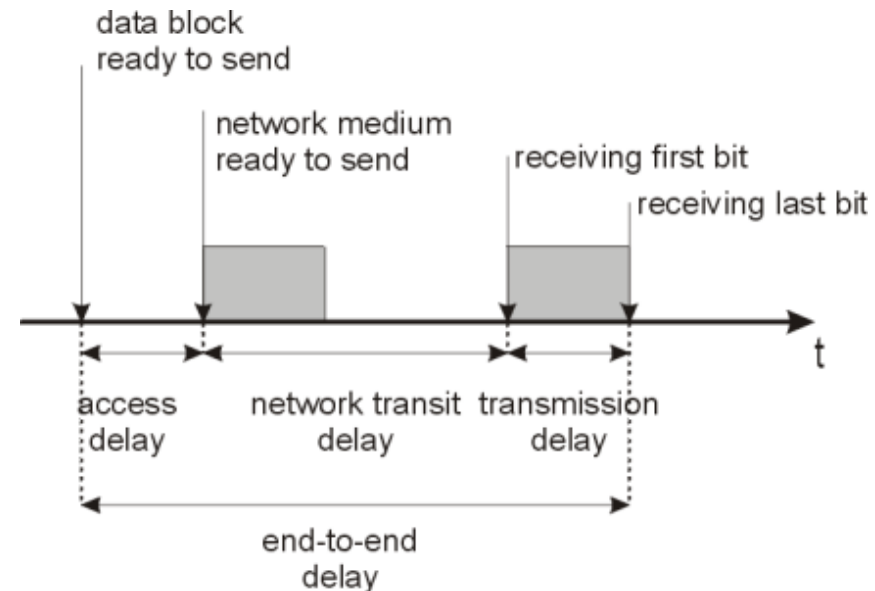 data block
ready to send
network medium
ready to send
receiving first bit
receiving last bit
t
access
delay
network transit
delay
transmission
delay
end-to-end
delay